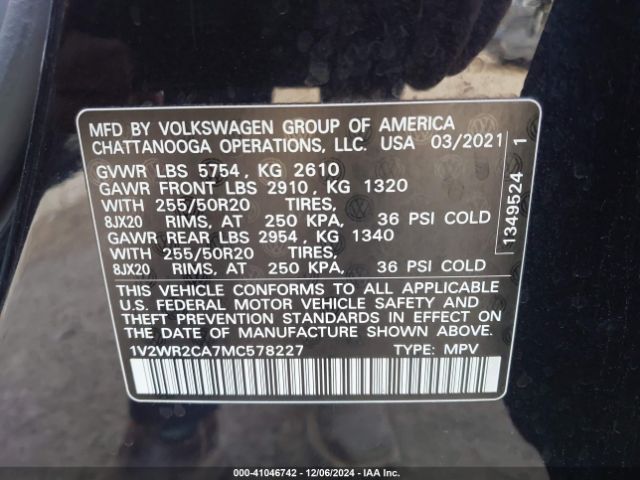 MFD BY VOLKSWAGEN GROUP OF AMERICA
CHATTANOOGA OPERATIONS, LLC. USA 03/2021
GVWR LBS 5754, KG 2610
GAWR FRONT LBS 2910, KG 1320
WITH 255/50R20 TIRES,
8JX20 RIMS, AT 250 KPA, 36 PSI COLD
GAWR REAR LBS 2954, KG 1340
WITH 255/50R20 TIRES,
8JX20 RIMS, AT 250 KPA, 36 PSI COLD
THIS VEHICLE CONFORMS TO ALL APPLICABLE
U.S. FEDERAL MOTOR VEHICLE SAFETY AND
THEFT PREVENTION STANDARDS IN EFFECT ON
THE DATE OF MANUFACTURE SHOWN ABOVE.
1V2WR2CA7MC578227 TYPE: MPV
1349524 1
000-41046742 - 12/06/2024 - IAA Inc.